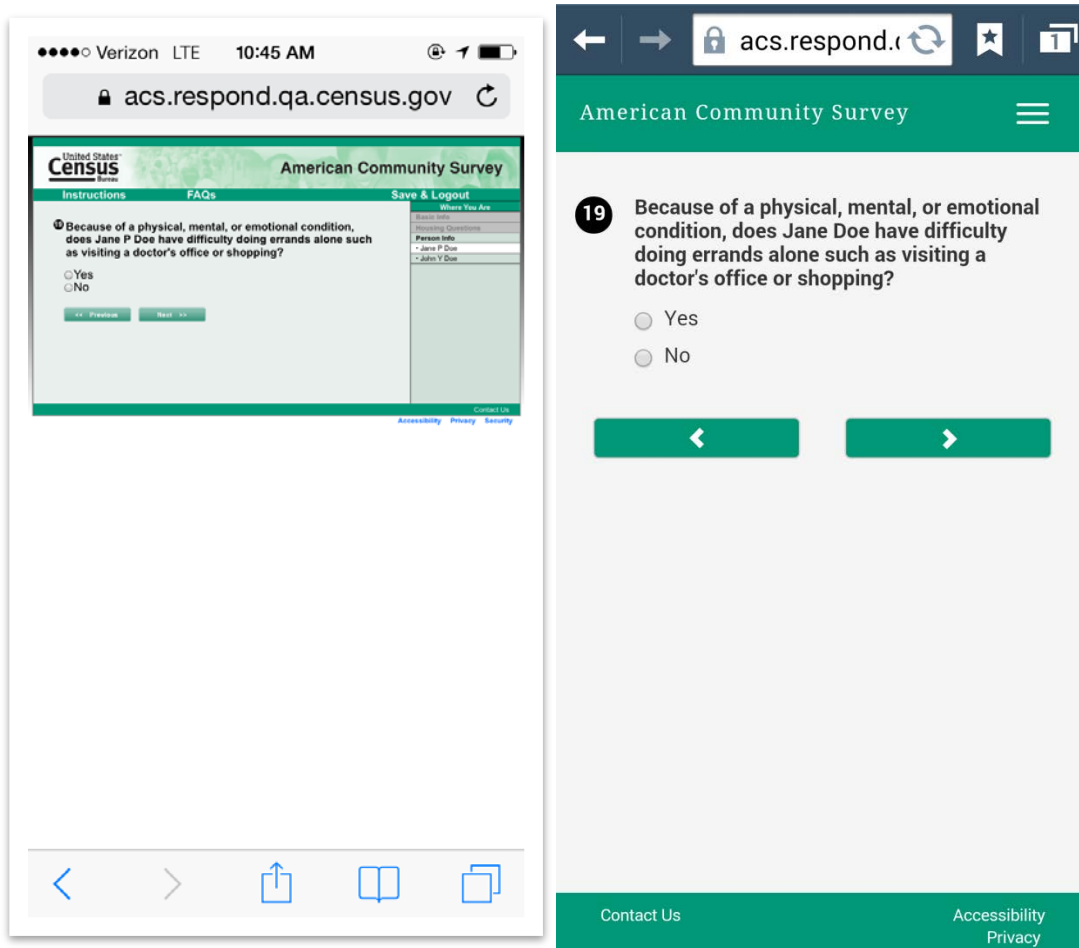 Verizon LTE 10:45 AM
acs.respond.qa.census.gov
United States
Census
Bureau
American Community Survey
Instructions FAQs Save & Logout
Where You Are
Basic Info
Housing Questions
Person Info
• Jane P Doe
• John Y Doe
Because of a physical, mental, or emotional condition,
does Jane P Doe have difficulty doing errands alone such
as visiting a doctor's office or shopping?
Yes
No
<< Previous Next >>
Contact Us
Accessibility Privacy Security
acs.respond.
1
American Community Survey
19 Because of a physical, mental, or emotional
condition, does Jane Doe have difficulty
doing errands alone such as visiting a
doctor's office or shopping?
Yes
No
Contact Us Accessibility
Privacy